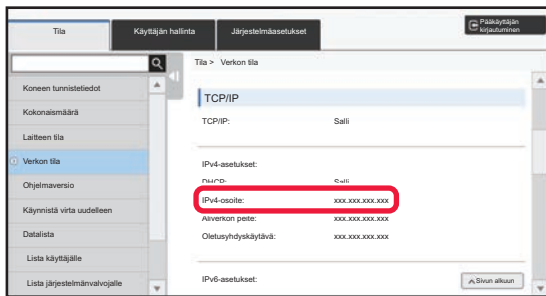 Tila
Käyttäjän hallinta
Järjestelmäasetukset
Pääkäyttäjän
kirjautuminen
Tila > Verkon tila
Koneen tunnistetiedot
Kokonaismäärä
Laitteen tila
Verkon tila
Ohjelmaversio
Käynnistä virta uudelleen
Datalista
Lista käyttäjälle
Lista järjestelmänvalvojalle
TCP/IP
TCP/IP: Salli
IPv4-asetukset:
DHCP: Salli
IPv4-osoite: xxx.xxx.xxx.xxx
Aliverkon peite: xxx.xxx.xxx.xxx
Oletusyhdyskäytävä: xxx.xxx.xxx.xxx
IPv6-asetukset:
Sivun alkuun